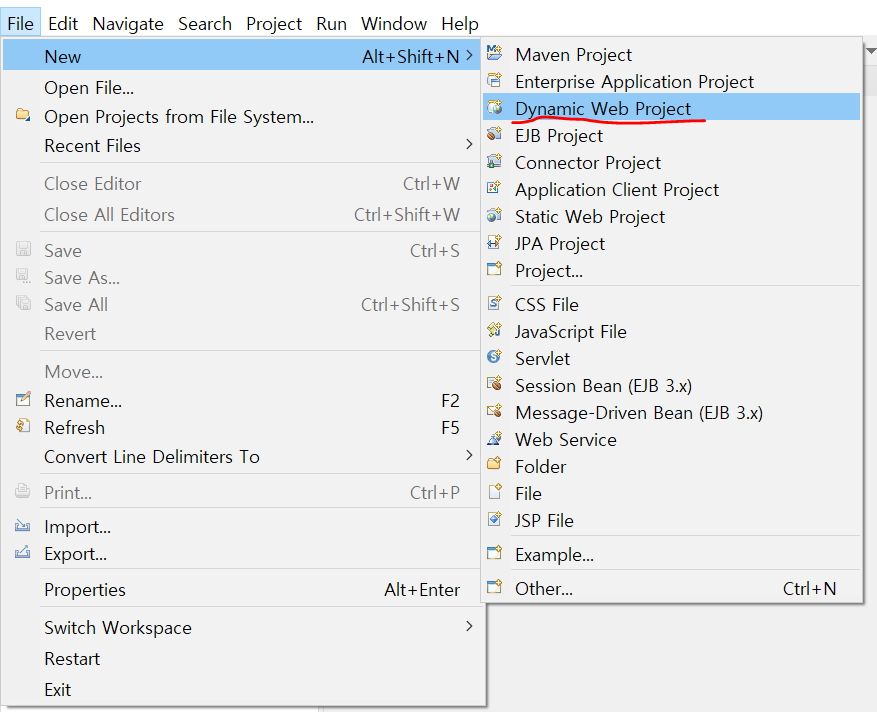 File Edit Navigate Search Project Run Window Help
New Alt+Shift+N
Open File...
Open Projects from File System...
Recent Files
Close Editor Ctrl+W
Close All Editors Ctrl+Shift+W
Save Ctrl+S
Save As...
Save All Ctrl+Shift+S
Revert
Move...
Rename... F2
Refresh F5
Convert Line Delimiters To
Print... Ctrl+P
Import...
Export...
Properties Alt+Enter
Switch Workspace
Restart
Exit
Maven Project
Enterprise Application Project
Dynamic Web Project
EJB Project
Connector Project
Application Client Project
Static Web Project
JPA Project
Project...
CSS File
JavaScript File
Servlet
Session Bean (EJB 3.x)
Message-Driven Bean (EJB 3.x)
Web Service
Folder
File
JSP File
Example...
Other... Ctrl+N